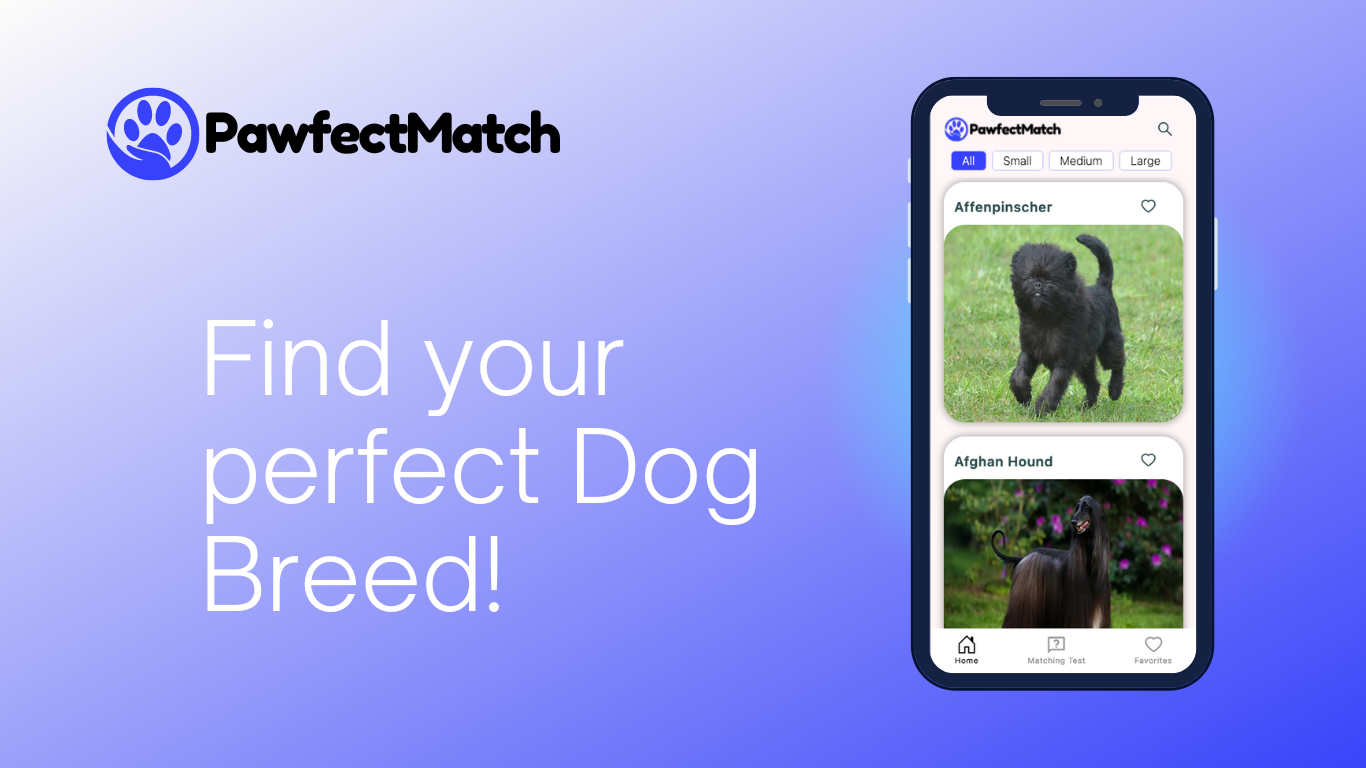 PawfectMatch
Find your
perfect Dog
Breed!
PawfectMatch
All Small Medium Large
Affenpinscher
Afghan Hound
Home Matching Test Favorites